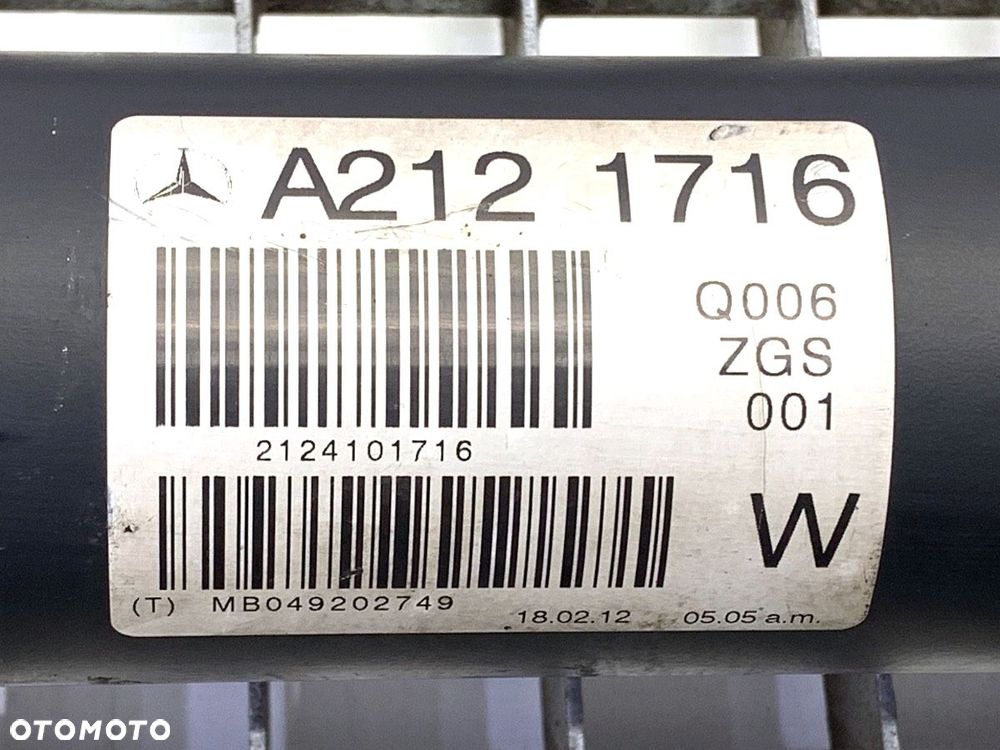 A212 1716
Q006
ZGS
001
2124101716
W
(T) MB049202749
18.02.12 05.05 a.m.
OTOMOTO